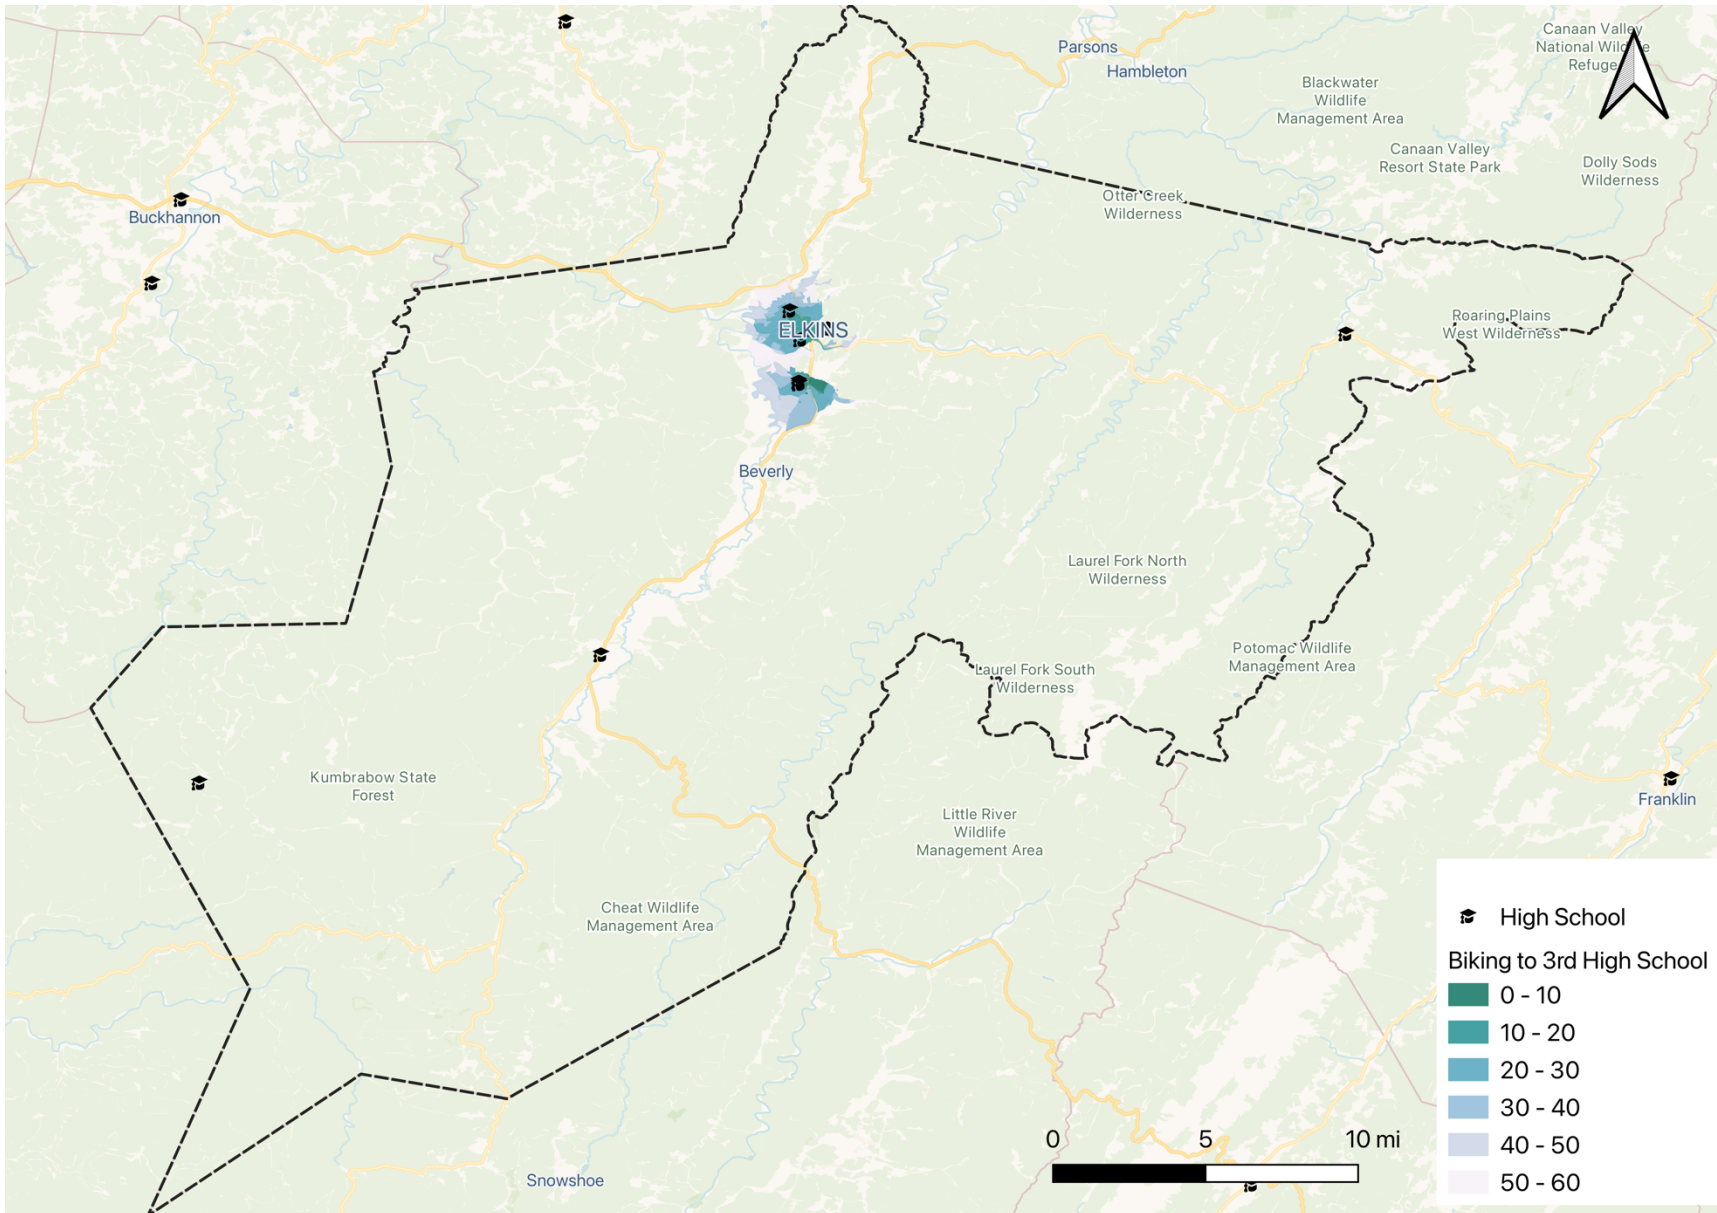 Canaan Valley
National Wildlife
Refuge
Parsons
Hambleton
Blackwater
Wildlife
Management Area
Canaan Valley
Resort State Park
Dolly Sods
Wilderness
Otter Creek
Wilderness
Buckhannon
Roaring Plains
West Wilderness
ELKINS
Beverly
Laurel Fork North
Wilderness
Potomac Wildlife
Management Area
Laurel Fork South
Wilderness
Kumbrabow State
Forest
Franklin
Little River
Wildlife
Management Area
Cheat Wildlife
Management Area
Snowshoe
0 5 10 mi
High School
Biking to 3rd High School
0 - 10
10 - 20
20 - 30
30 - 40
40 - 50
50 - 60